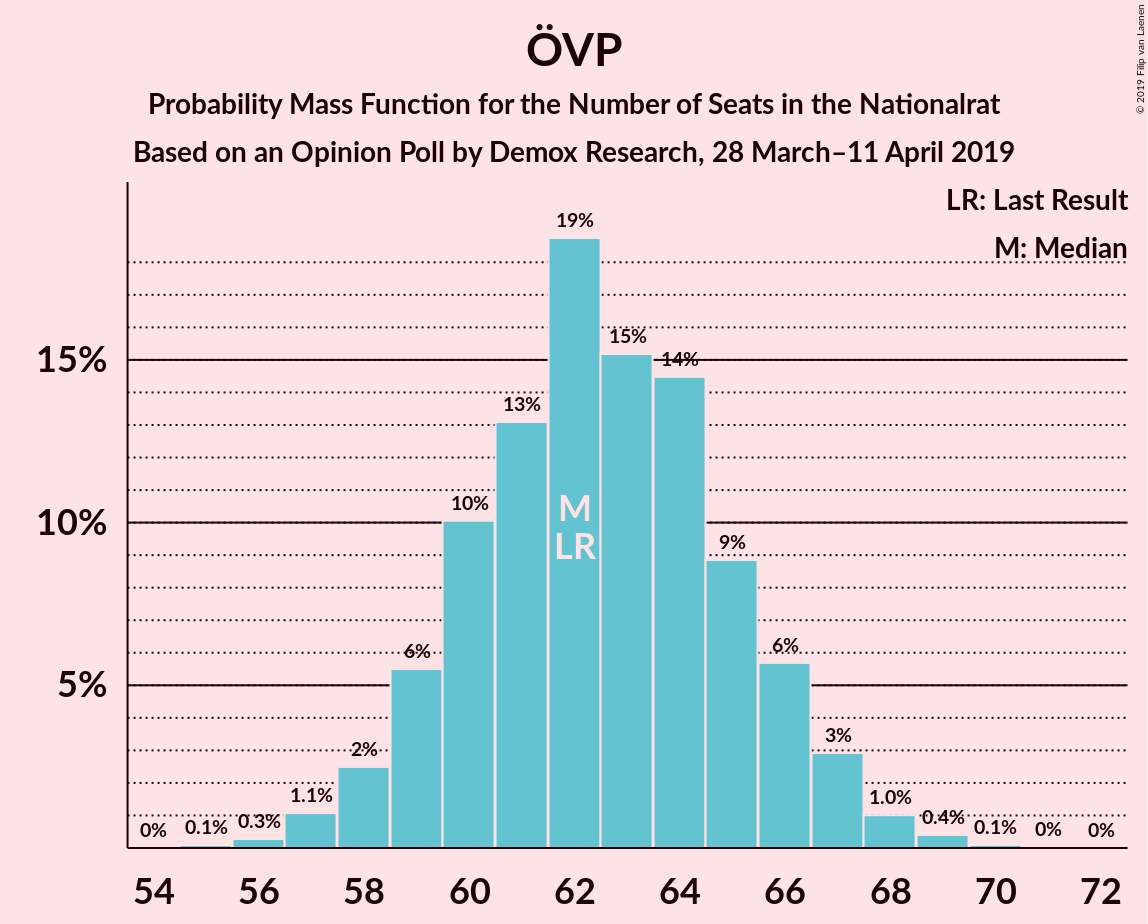 ÖVP
Probability Mass Function for the Number of Seats in the Nationalrat
Based on an Opinion Poll by Demox Research, 28 March–11 April 2019
© 2019 Filip van Laenen
LR: Last Result
M: Median
15%
10%
5%
0%
0.1%
0.3%
1.1%
2%
6%
10%
13%
19%
15%
14%
9%
6%
3%
1.0%
0.4%
0.1%
0%
0%
M
LR
54 56 58 60 62 64 66 68 70 72